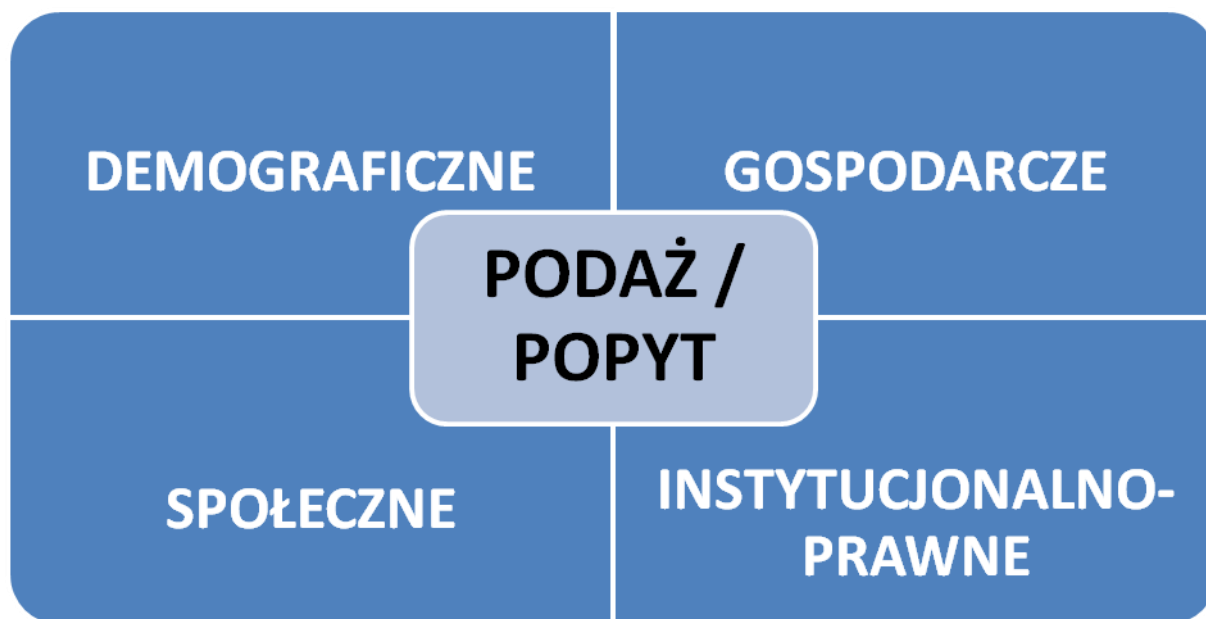 DEMOGRAFICZNE
GOSPODARCZE
PODAŻ /
POPYT
SPOŁECZNE
INSTYTUCJONALNO-
PRAWNE